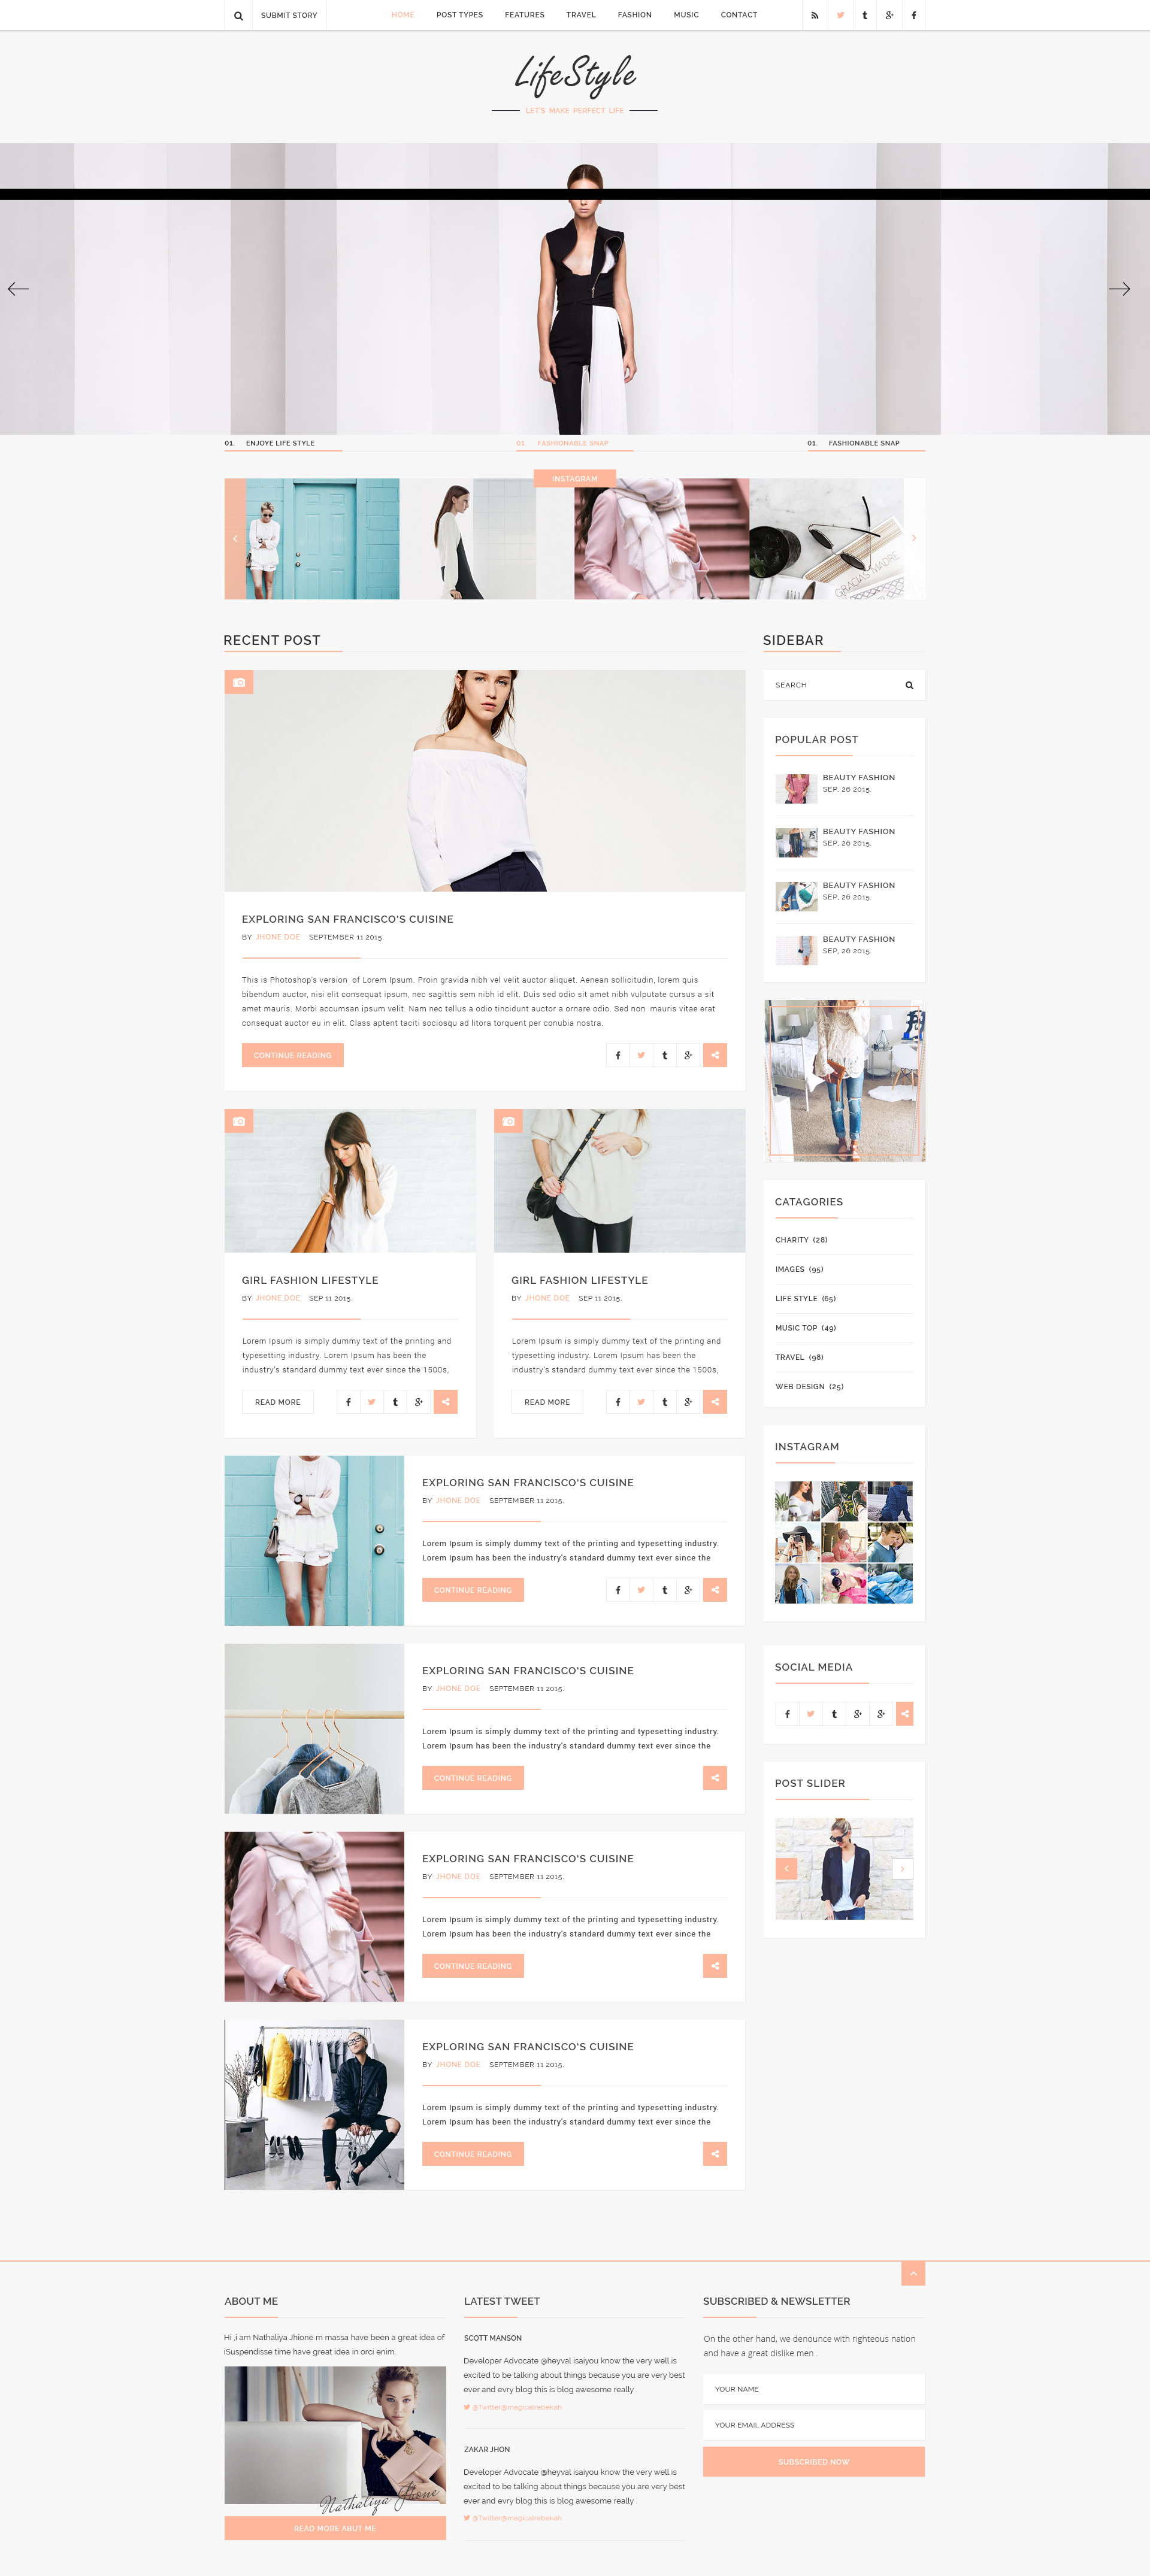 SUBMIT STORY
HOME POST TYPES FEATURES TRAVEL FASHION MUSIC CONTACT
LifeStyle
LET'S MAKE PERFECT LIFE
01. ENJOYE LIFE STYLE
01. FASHIONABLE SNAP
01. FASHIONABLE SNAP
INSTAGRAM
GRACIAS MADRE
RECENT POST
EXPLORING SAN FRANCISCO'S CUISINE
BY JHONE DOE SEPTEMBER 11 2015.
This is Photoshop's version of Lorem Ipsum. Proin gravida nibh vel velit auctor aliquet. Aenean sollicitudin, lorem quis
bibendum auctor, nisi elit consequat ipsum, nec sagittis sem nibh id elit. Duis sed odio sit amet nibh vulputate cursus a sit
amet mauris. Morbi accumsan ipsum velit. Nam nec tellus a odio tincidunt auctor a ornare odio. Sed non mauris vitae erat
consequat auctor eu in elit. Class aptent taciti sociosqu ad litora torquent per conubia nostra.
CONTINUE READING
GIRL FASHION LIFESTYLE
BY JHONE DOE SEP 11 2015.
Lorem Ipsum is simply dummy text of the printing and
typesetting industry. Lorem Ipsum has been the
industry's standard dummy text ever since the 1500s,
READ MORE
GIRL FASHION LIFESTYLE
BY JHONE DOE SEP 11 2015.
Lorem Ipsum is simply dummy text of the printing and
typesetting industry. Lorem Ipsum has been the
industry's standard dummy text ever since the 1500s,
READ MORE
EXPLORING SAN FRANCISCO'S CUISINE
BY JHONE DOE SEPTEMBER 11 2015.
Lorem Ipsum is simply dummy text of the printing and typesetting industry.
Lorem Ipsum has been the industry's standard dummy text ever since the
CONTINUE READING
EXPLORING SAN FRANCISCO'S CUISINE
BY JHONE DOE SEPTEMBER 11 2015.
Lorem Ipsum is simply dummy text of the printing and typesetting industry.
Lorem Ipsum has been the industry's standard dummy text ever since the
CONTINUE READING
EXPLORING SAN FRANCISCO'S CUISINE
BY JHONE DOE SEPTEMBER 11 2015.
Lorem Ipsum is simply dummy text of the printing and typesetting industry.
Lorem Ipsum has been the industry's standard dummy text ever since the
CONTINUE READING
EXPLORING SAN FRANCISCO'S CUISINE
BY JHONE DOE SEPTEMBER 11 2015.
Lorem Ipsum is simply dummy text of the printing and typesetting industry.
Lorem Ipsum has been the industry's standard dummy text ever since the
CONTINUE READING
SIDEBAR
SEARCH
POPULAR POST
BEAUTY FASHION
SEP, 26 2015.
BEAUTY FASHION
SEP, 26 2015.
BEAUTY FASHION
SEP, 26 2015.
BEAUTY FASHION
SEP, 26 2015.
CATAGORIES
CHARITY (28)
IMAGES (95)
LIFE STYLE (65)
MUSIC TOP (49)
TRAVEL (98)
WEB DESIGN (25)
INSTAGRAM
SOCIAL MEDIA
POST SLIDER
ABOUT ME
Hi ,i am Nathaliya Jhione m massa have been a great idea of
iSuspendisse time have great idea in orci enim.
Nathaliya Jhone
READ MORE ABUT ME
LATEST TWEET
SCOTT MANSON
Developer Advocate @heyval isaiyou know the very well is
excited to be talking about things because you are very best
ever and evry blog this is blog awesome really .
@Twitter@magicalrebekah
ZAKAR JHON
Developer Advocate @heyval isaiyou know the very well is
excited to be talking about things because you are very best
ever and evry blog this is blog awesome really .
@Twitter@magicalrebekah
SUBSCRIBED & NEWSLETTER
On the other hand, we denounce with righteous nation
and have a great dislike men .
YOUR NAME
YOUR EMAIL ADDRESS
SUBSCRIBED NOW